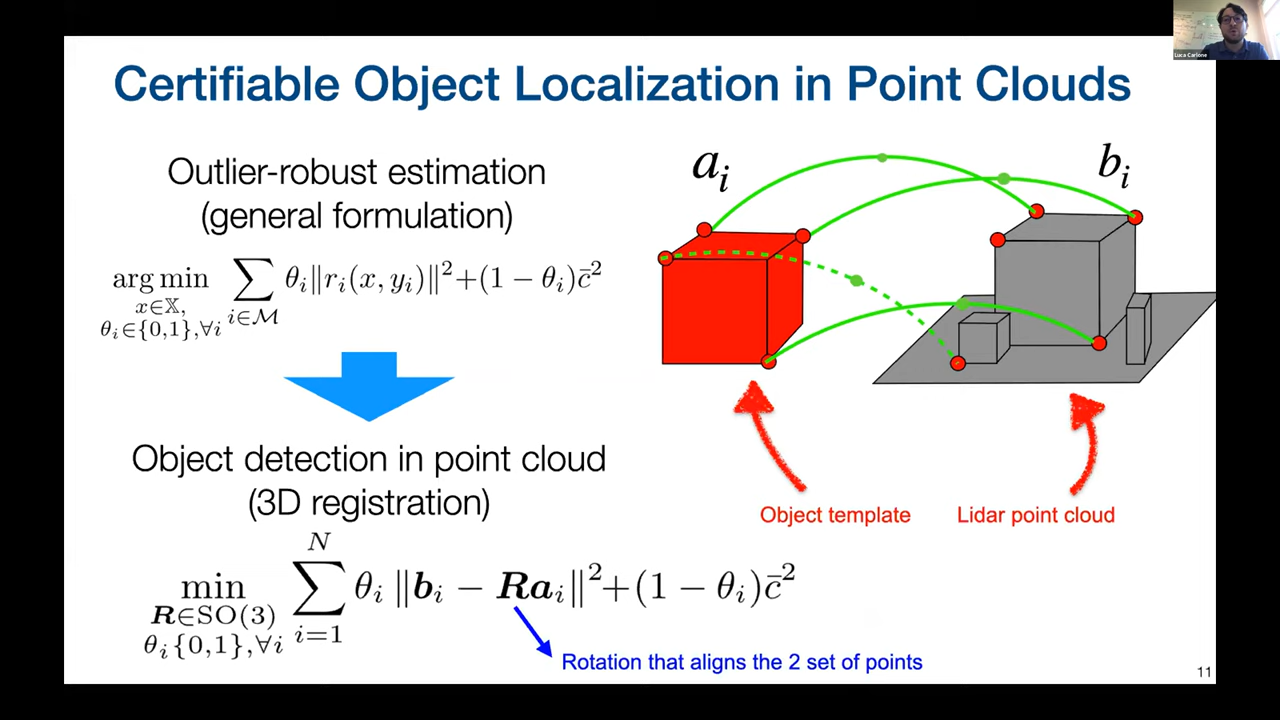 Luca Carlone
Certifiable Object Localization in Point Clouds
Outlier-robust estimation
(general formulation)
arg min ∑ θᵢ‖rᵢ(x, yᵢ)‖²+(1 − θᵢ)c̄²
x∈𝕏,
θᵢ∈{0,1},∀i i∈ℳ
aᵢ
bᵢ
Object template
Lidar point cloud
Object detection in point cloud
(3D registration)
N
min ∑ θᵢ ‖𝒃ᵢ − 𝑹𝒂ᵢ‖²+(1 − θᵢ)c̄²
𝑹∈SO(3)
θᵢ{0,1},∀i i=1
Rotation that aligns the 2 set of points
11